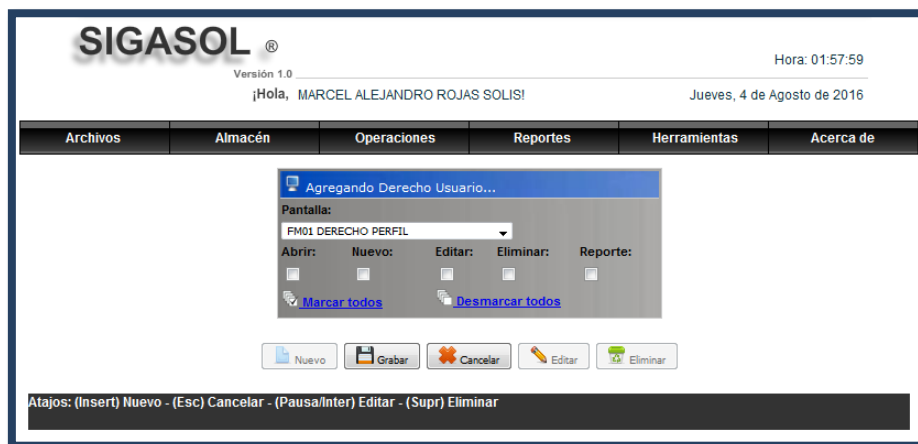 SIGASOL ®
Versión 1.0
Hora: 01:57:59
¡Hola, MARCEL ALEJANDRO ROJAS SOLIS!
Jueves, 4 de Agosto de 2016
Archivos Almacén Operaciones Reportes Herramientas Acerca de
Agregando Derecho Usuario...
Pantalla:
FM01 DERECHO PERFIL
Abrir: Nuevo: Editar: Eliminar: Reporte:
Marcar todos Desmarcar todos
Nuevo Grabar Cancelar Editar Eliminar
Atajos: (Insert) Nuevo - (Esc) Cancelar - (Pausa/Inter) Editar - (Supr) Eliminar